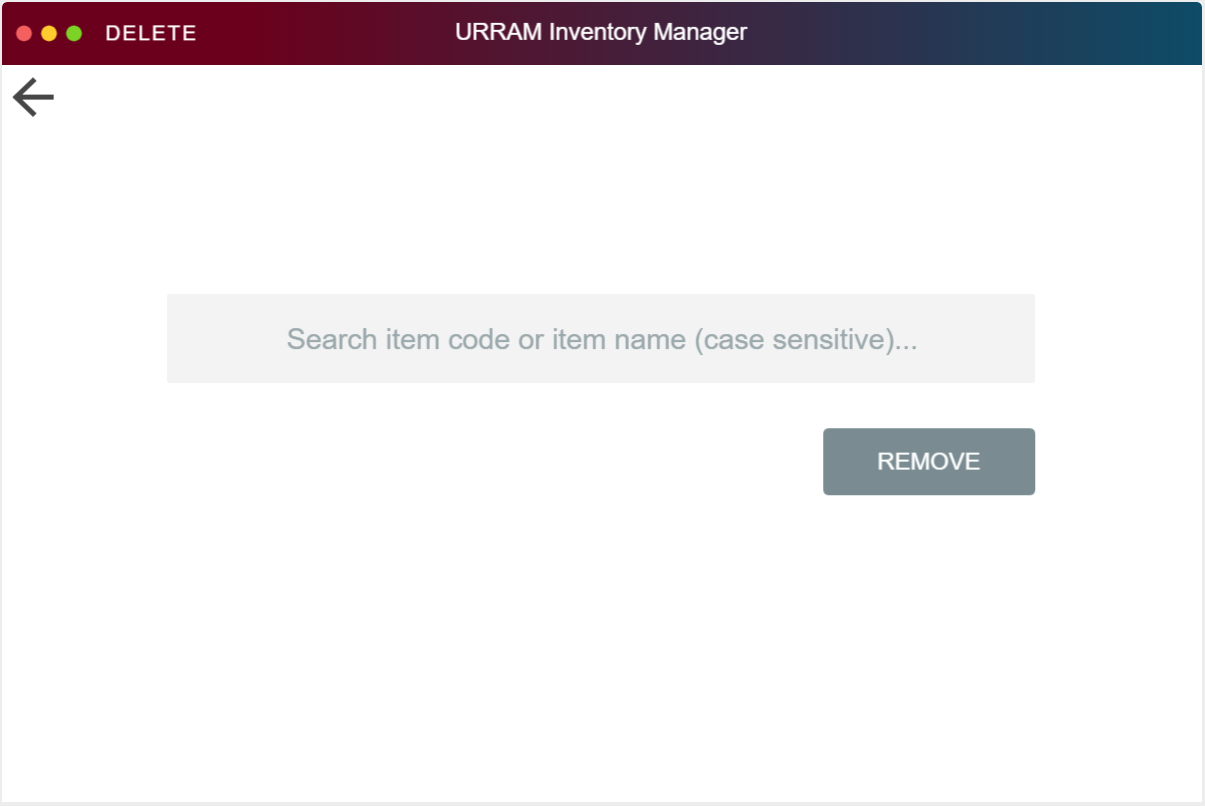 DELETE
URRAM Inventory Manager
Search item code or item name (case sensitive)...
REMOVE